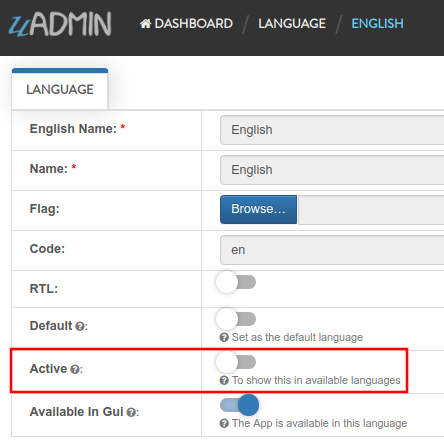 uADMIN DASHBOARD / LANGUAGE / ENGLISH
LANGUAGE
English Name: * English
Name: * English
Flag: Browse...
Code: en
RTL:
Default ?:
? Set as the default language
Active ?:
? To show this in available languages
Available In Gui ?:
? The App is available in this language